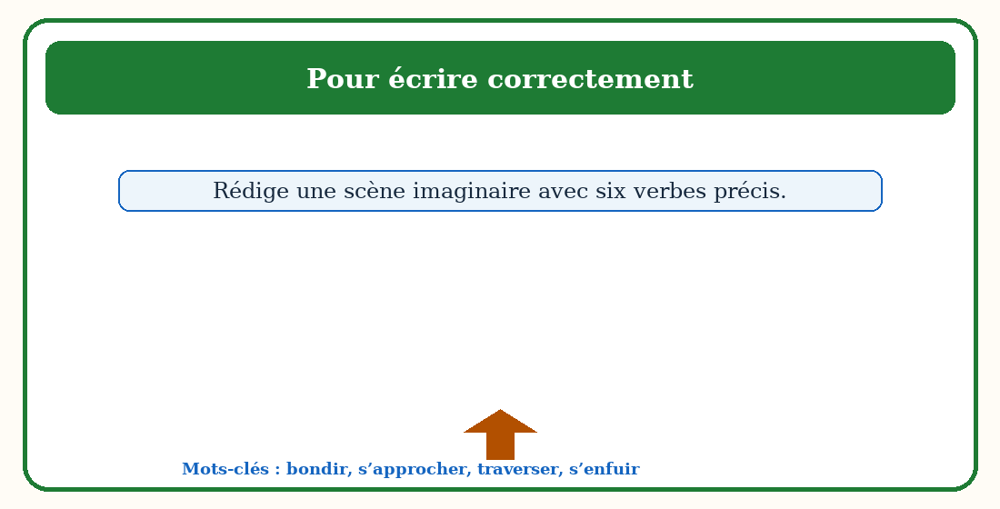 Pour écrire correctement
Rédige une scène imaginaire avec six verbes précis.
Mots-clés : bondir, s’approcher, traverser, s’enfuir